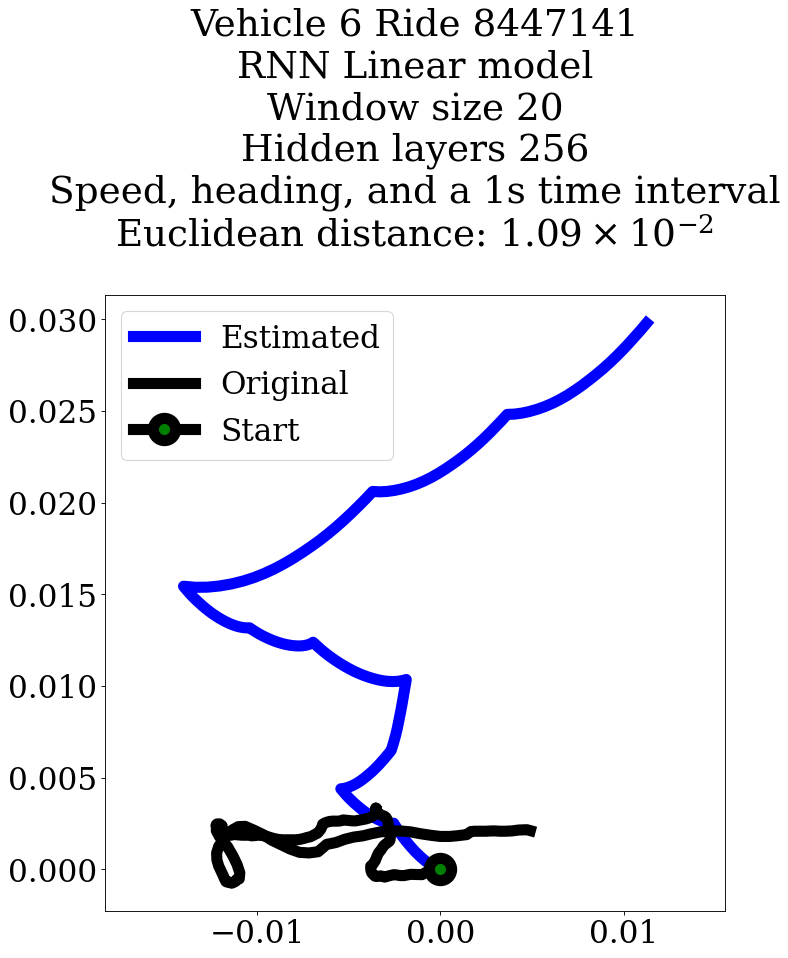 Vehicle 6 Ride 8447141
RNN Linear model
Window size 20
Hidden layers 256
Speed, heading, and a 1s time interval
Euclidean distance: 1.09 × 10⁻²
0.030
0.025
0.020
0.015
0.010
0.005
0.000
Estimated
Original
Start
−0.01
0.00
0.01